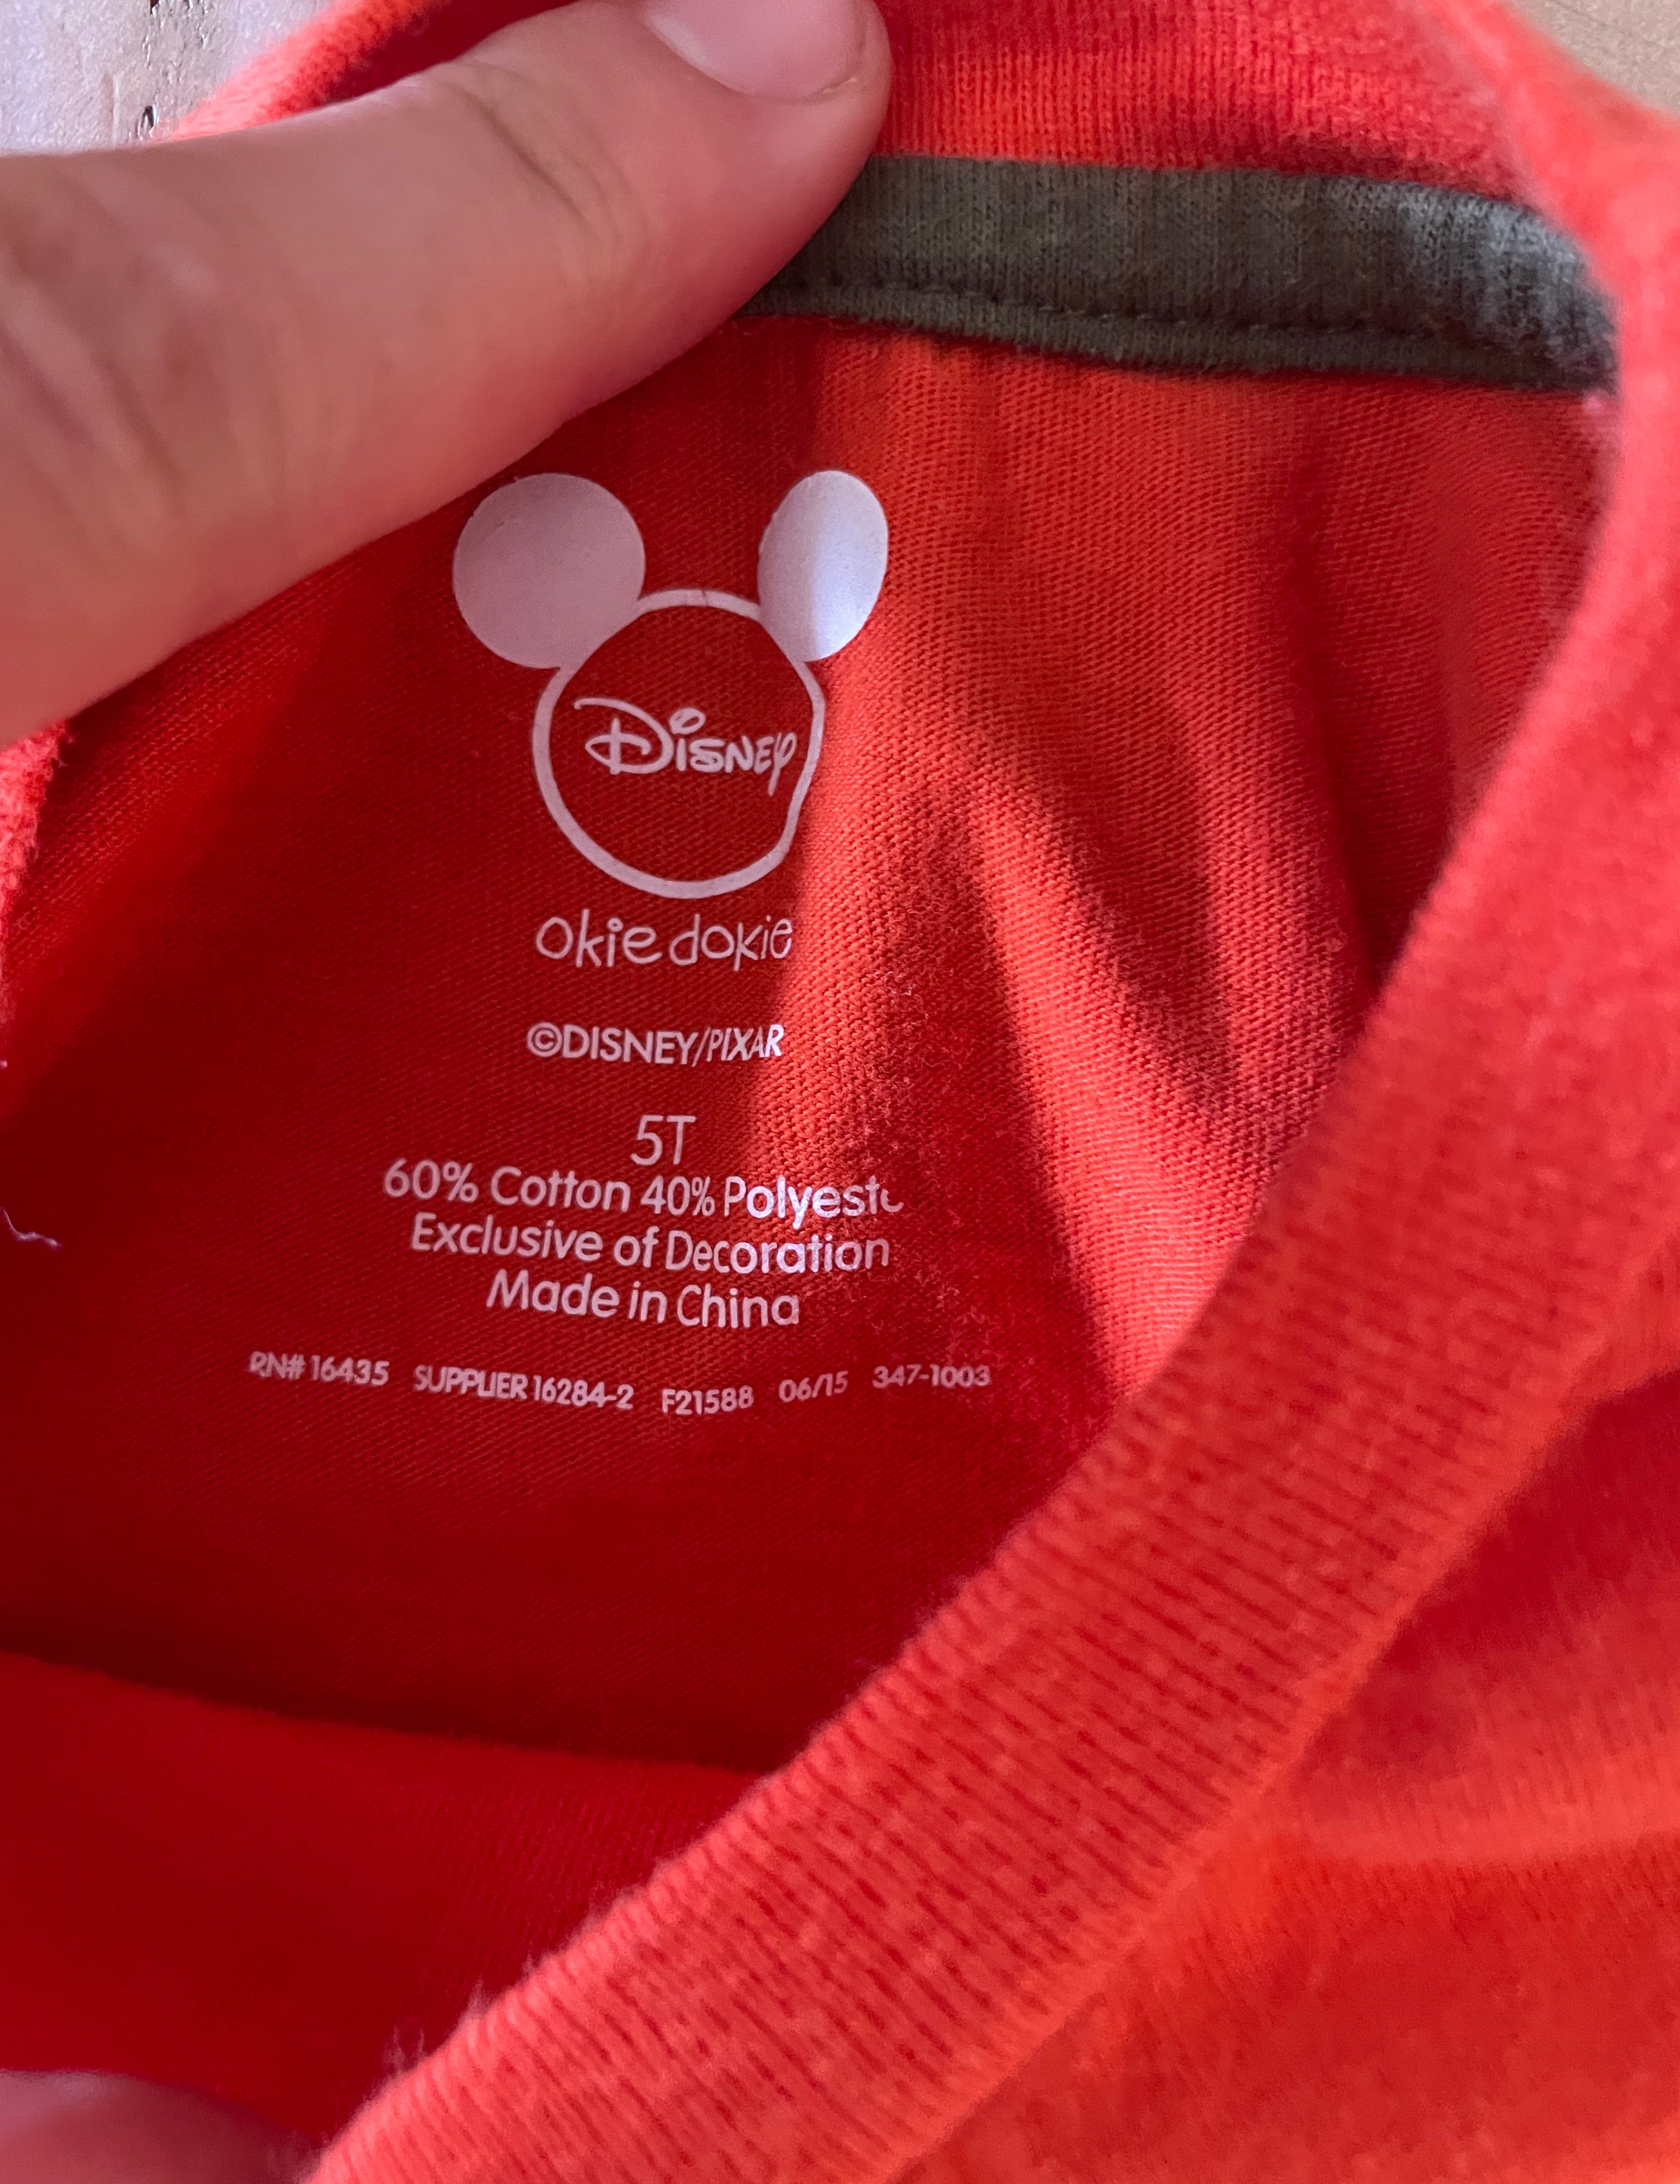 Disney
okie dokie
©DISNEY/PIXAR
5T
60% Cotton 40%
Exclusive of Decoration
Made in China
RN# 16435 SUPPLIER 16284-2 F21588 06/15 347-1003